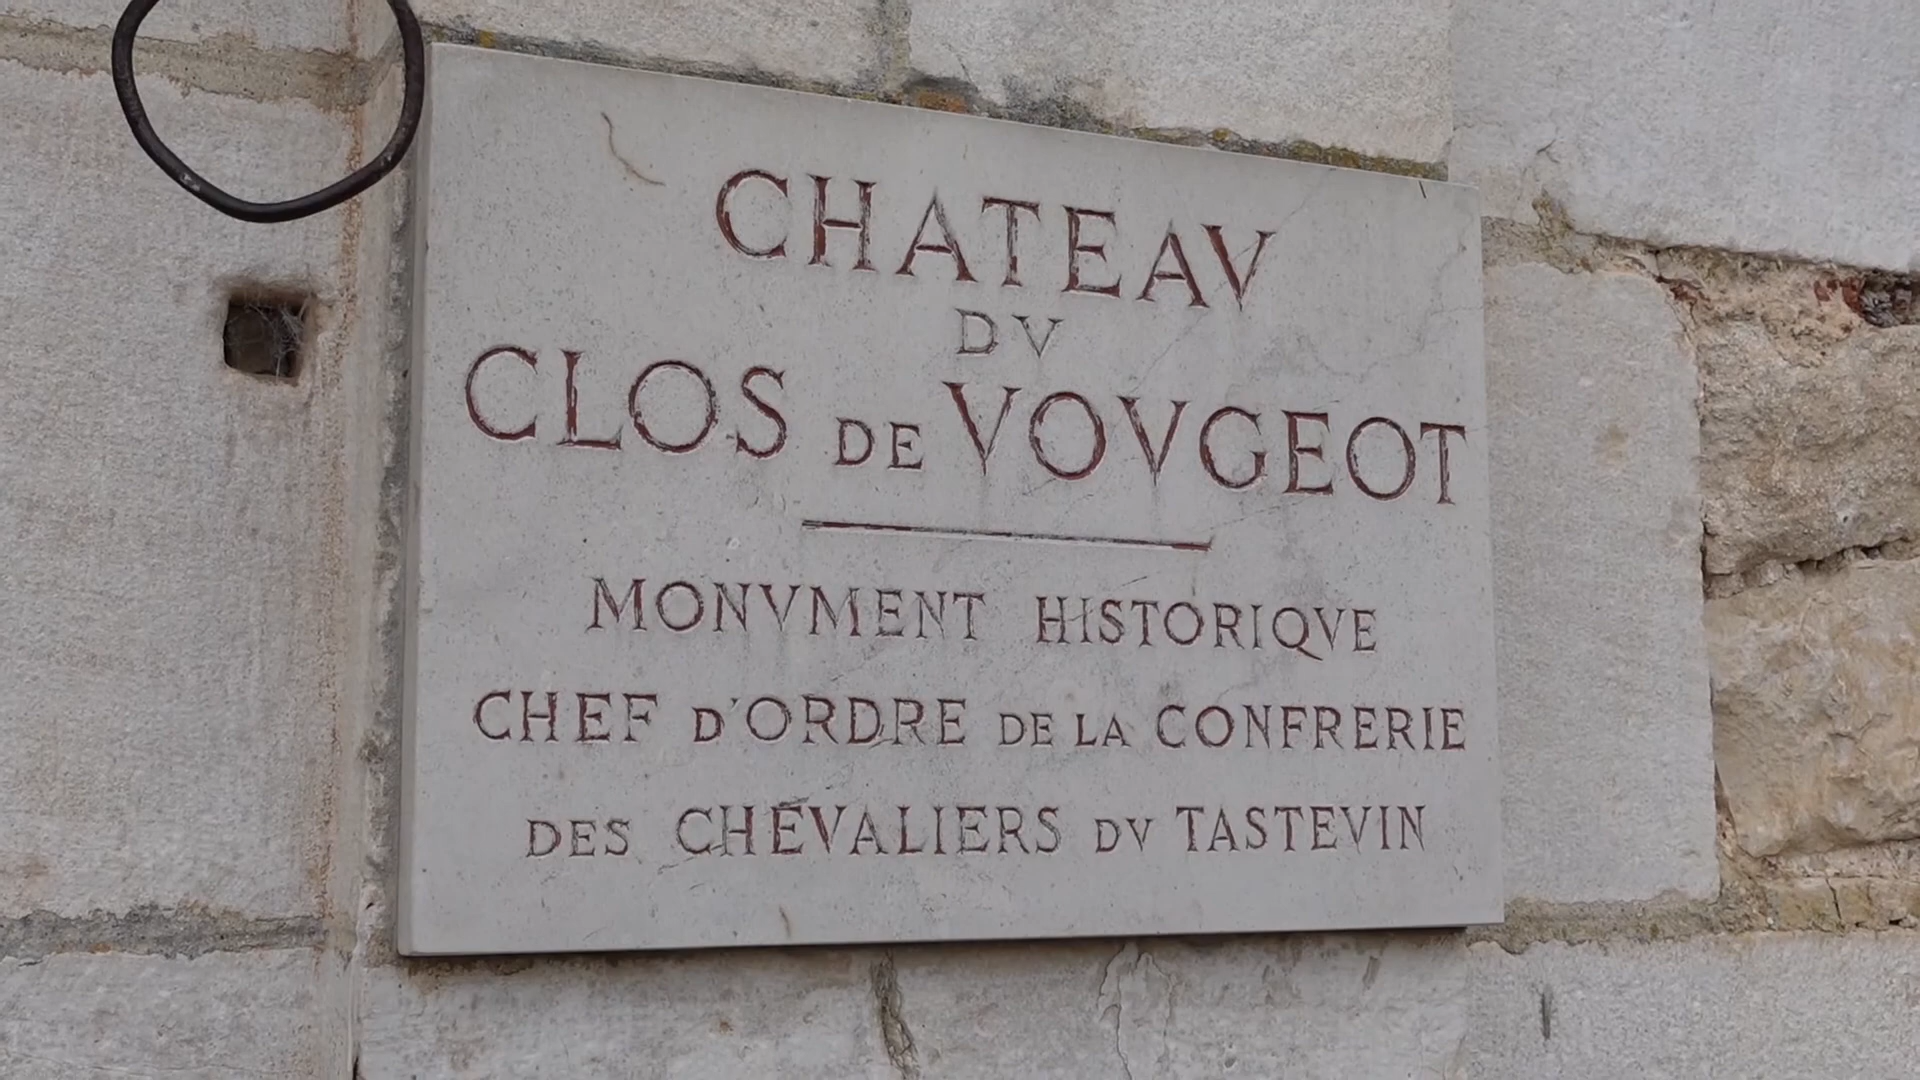 CHATEAV
DV
CLOS DE VOVGEOT
MONVMENT HISTORIQVE
CHEF D'ORDRE DE LA CONFRERIE
DES CHEVALIERS DV TASTEVIN